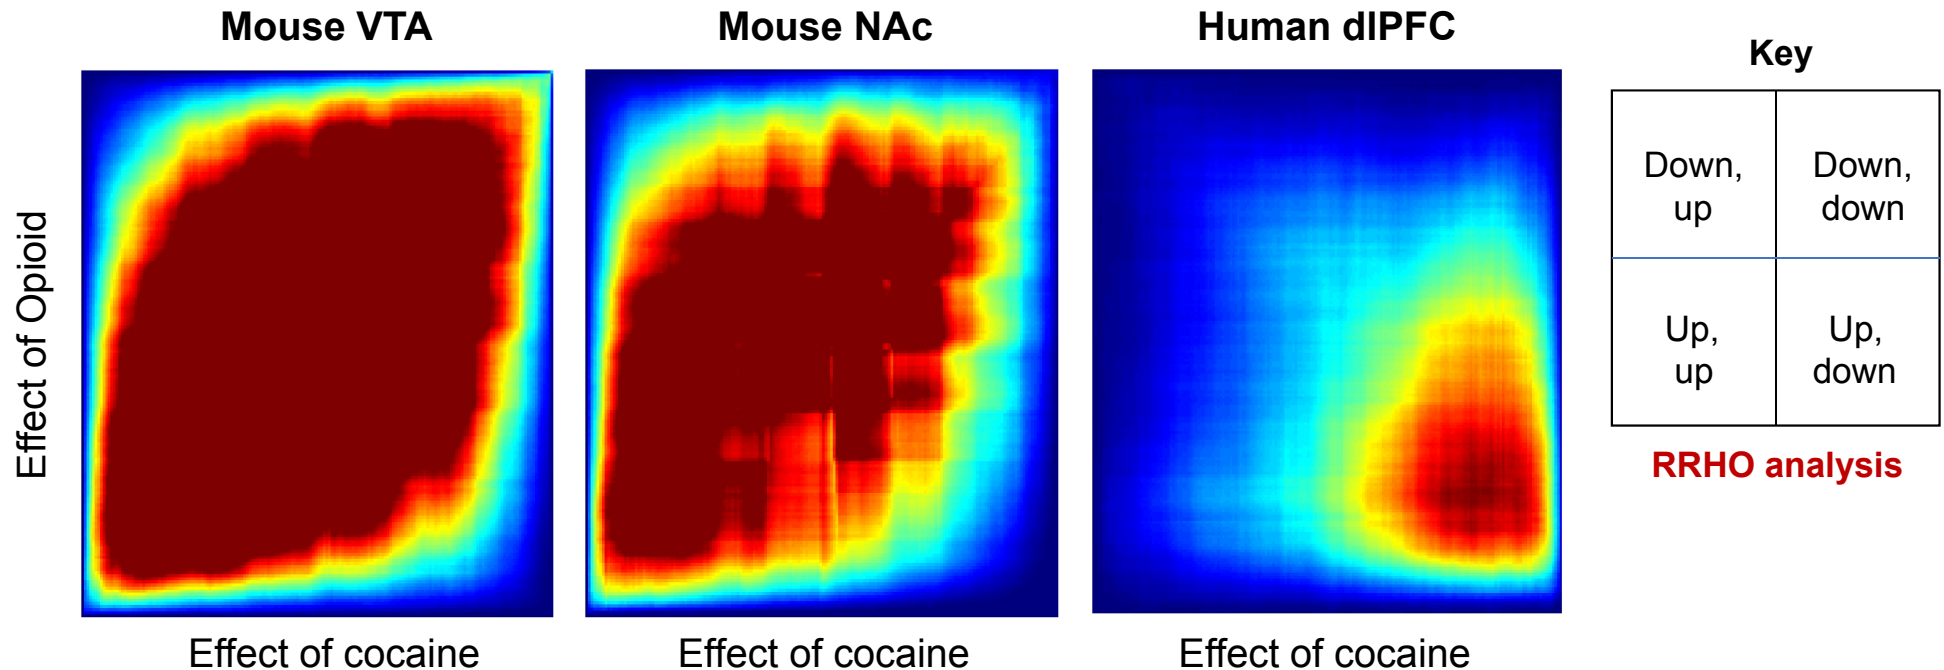 Mouse VTA
Mouse NAc
Human dlPFC
Key
Effect of Opioid
Down,
up
Down,
down
Up,
up
Up,
down
RRHO analysis
Effect of cocaine
Effect of cocaine
Effect of cocaine